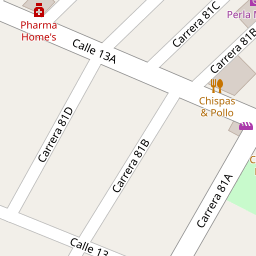 Pharma
Home's
Calle 13A
Carrera 81C
Perla
Carrera 81B
Chispas
& Pollo
Carrera 81D
Carrera 81B
Carrera 81A
Calle 13